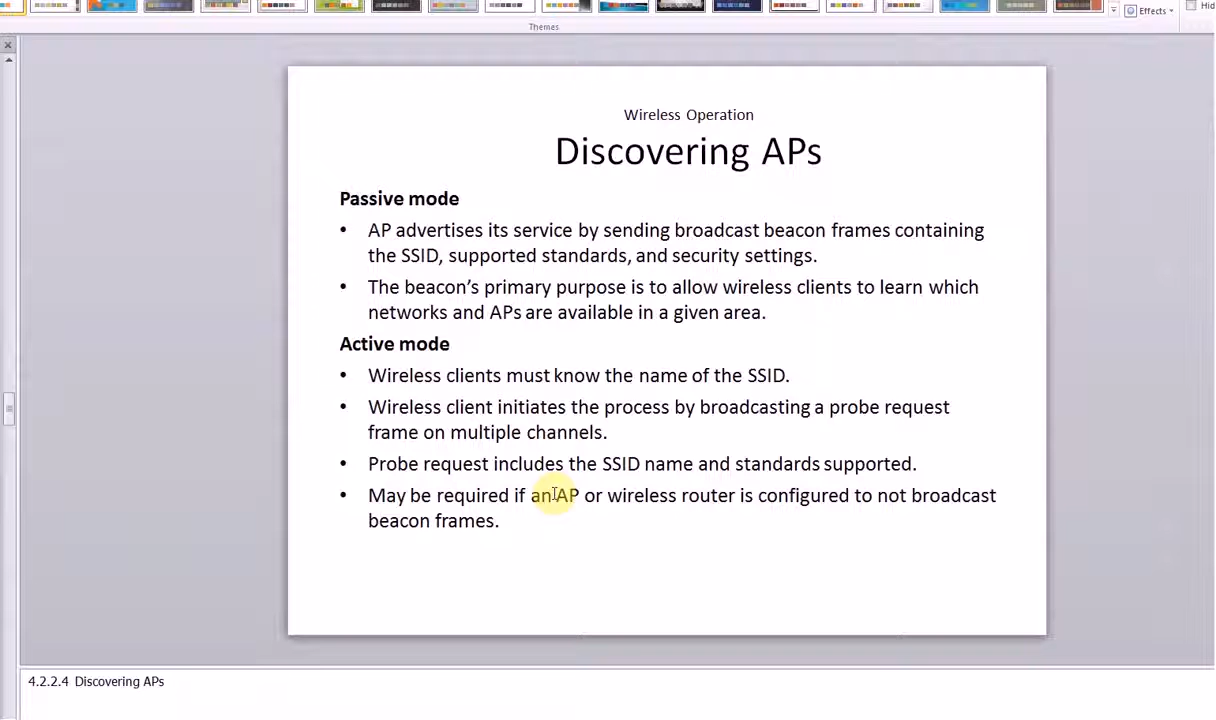 Effects
Hid
Themes
Wireless Operation
Discovering APs
Passive mode
• AP advertises its service by sending broadcast beacon frames containing
the SSID, supported standards, and security settings.
• The beacon's primary purpose is to allow wireless clients to learn which
networks and APs are available in a given area.
Active mode
• Wireless clients must know the name of the SSID.
• Wireless client initiates the process by broadcasting a probe request
frame on multiple channels.
• Probe request includes the SSID name and standards supported.
• May be required if an AP or wireless router is configured to not broadcast
beacon frames.
4.2.2.4 Discovering APs